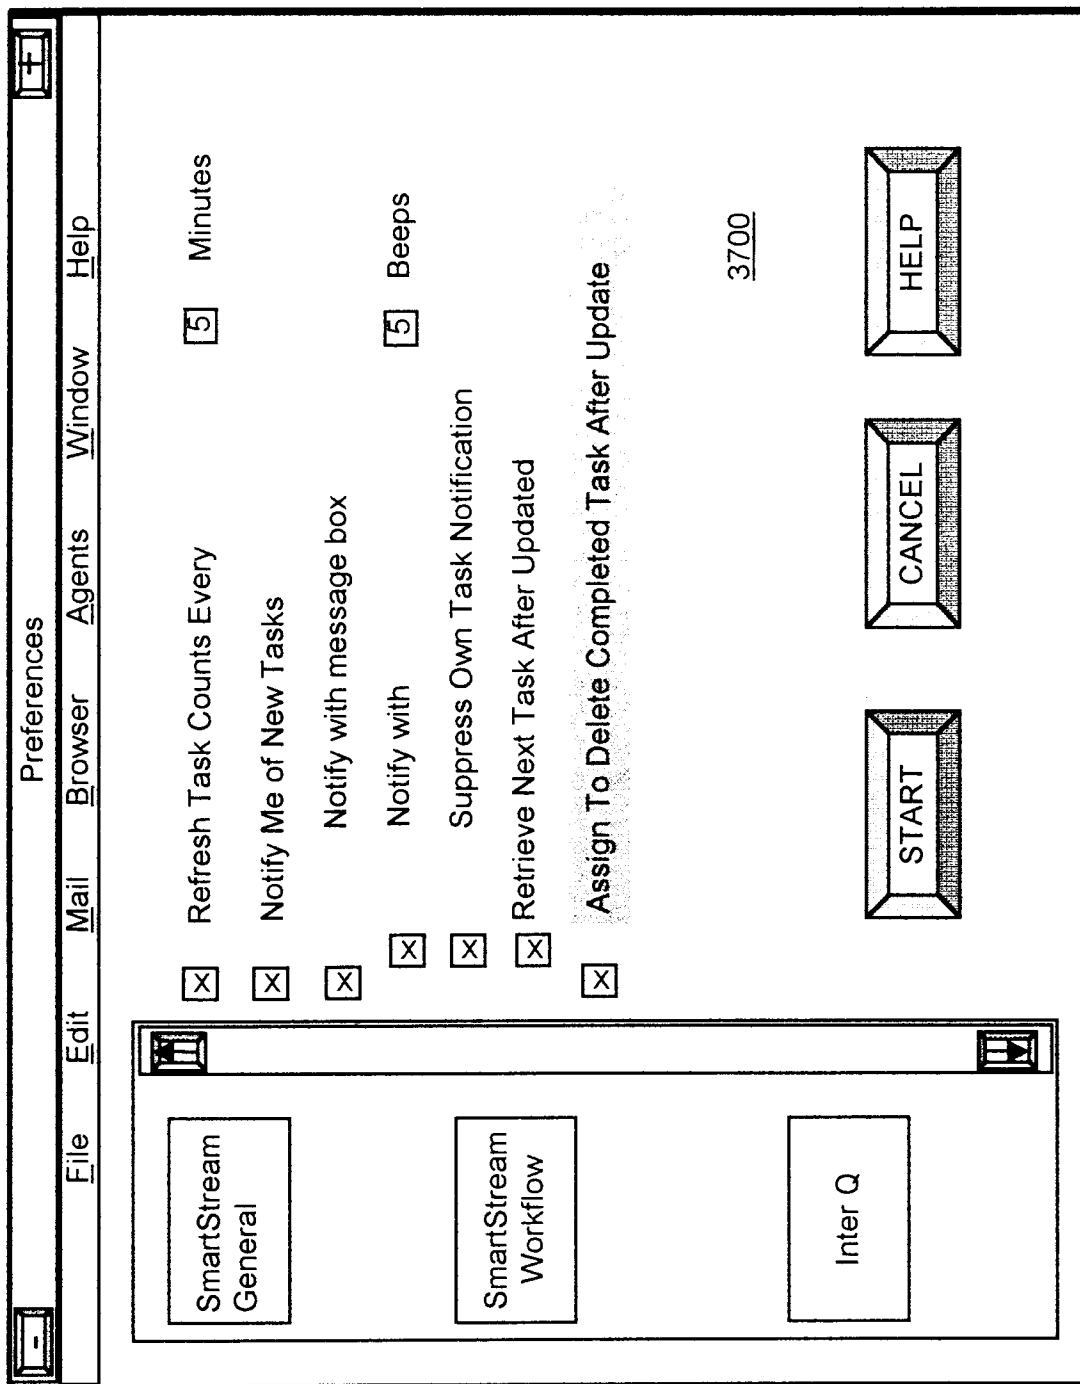 -
Preferences
+
File Edit Mail Browser Agents Window Help
SmartStream
General
SmartStream
Workflow
Inter Q
X Refresh Task Counts Every 5 Minutes
X Notify Me of New Tasks
X Notify with message box
X Notify with 5 Beeps
X Suppress Own Task Notification
X Retrieve Next Task After Updated
X Assign To Delete Completed Task After Update
3700
START CANCEL HELP